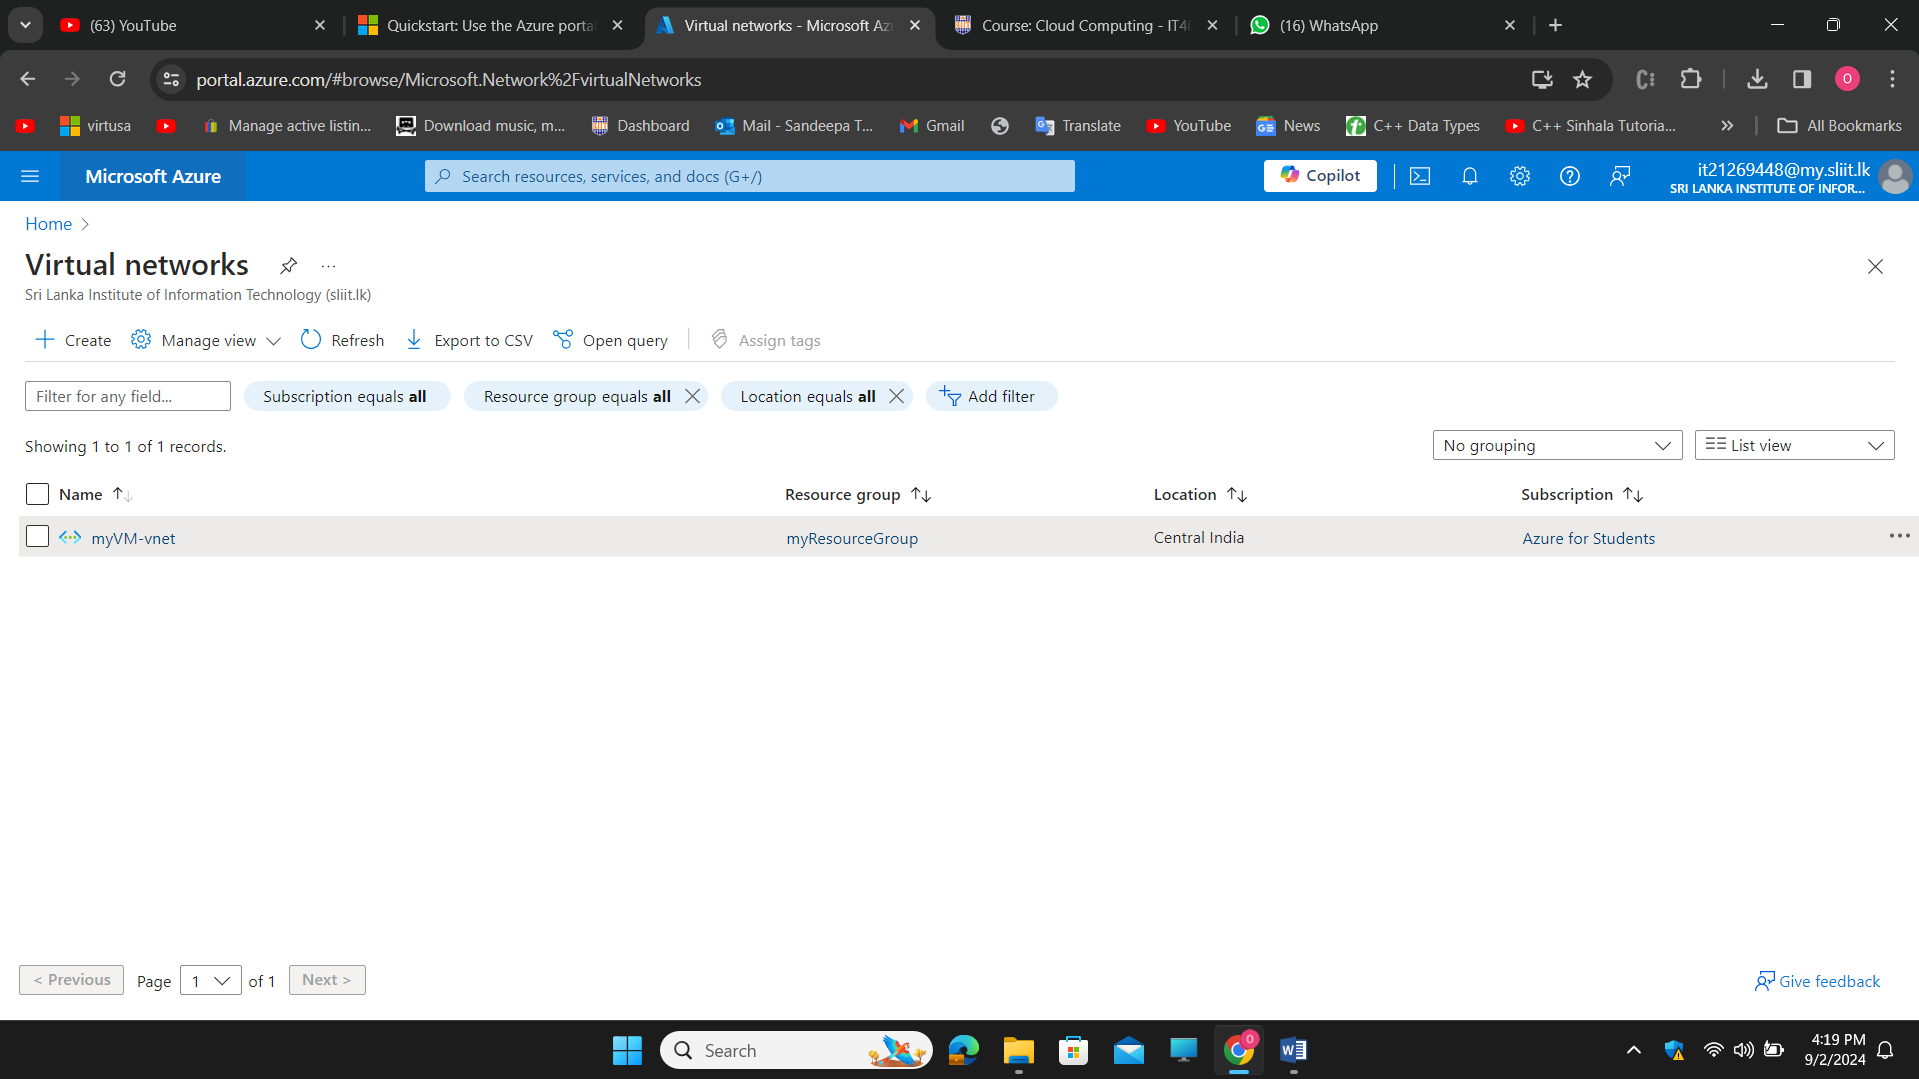 (63) YouTube
Quickstart: Use the Azure portal
Virtual networks - Microsoft Az
Course: Cloud Computing - IT4
(16) WhatsApp
portal.azure.com/#browse/Microsoft.Network%2FvirtualNetworks
O
virtusa
Manage active listin...
Download music, m...
Dashboard
Mail - Sandeepa T...
Gmail
Translate
YouTube
News
C++ Data Types
C++ Sinhala Tutoria...
All Bookmarks
Microsoft Azure
Search resources, services, and docs (G+/)
Copilot
it21269448@my.sliit.lk
SRI LANKA INSTITUTE OF INFOR...
Home
Virtual networks
Sri Lanka Institute of Information Technology (sliit.lk)
Create
Manage view
Refresh
Export to CSV
Open query
Assign tags
Filter for any field...
Subscription equals all
Resource group equals all
Location equals all
Add filter
Showing 1 to 1 of 1 records.
No grouping
List view
Name
Resource group
Location
Subscription
myVM-vnet
myResourceGroup
Central India
Azure for Students
< Previous
Page 1 of 1
Next >
Give feedback
Search
4:19 PM
9/2/2024